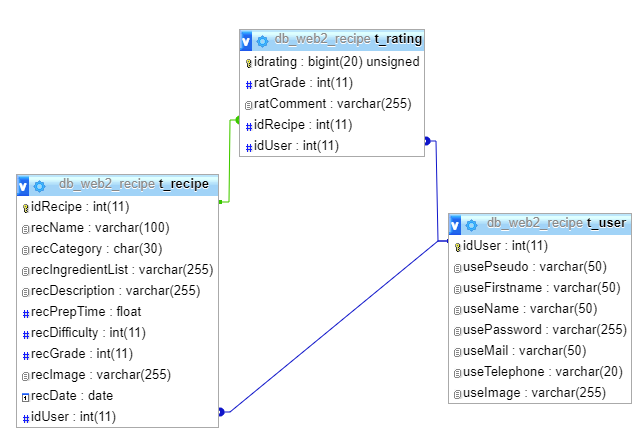 db_web2_recipe t_rating
idrating : bigint(20) unsigned
ratGrade : int(11)
ratComment : varchar(255)
idRecipe : int(11)
idUser : int(11)
db_web2_recipe t_recipe
idRecipe : int(11)
recName : varchar(100)
recCategory : char(30)
recIngredientList : varchar(255)
recDescription : varchar(255)
recPrepTime : float
recDifficulty : int(11)
recGrade : int(11)
recImage : varchar(255)
recDate : date
idUser : int(11)
db_web2_recipe t_user
idUser : int(11)
usePseudo : varchar(50)
useFirstname : varchar(50)
useName : varchar(50)
usePassword : varchar(255)
useMail : varchar(50)
useTelephone : varchar(20)
useImage : varchar(255)